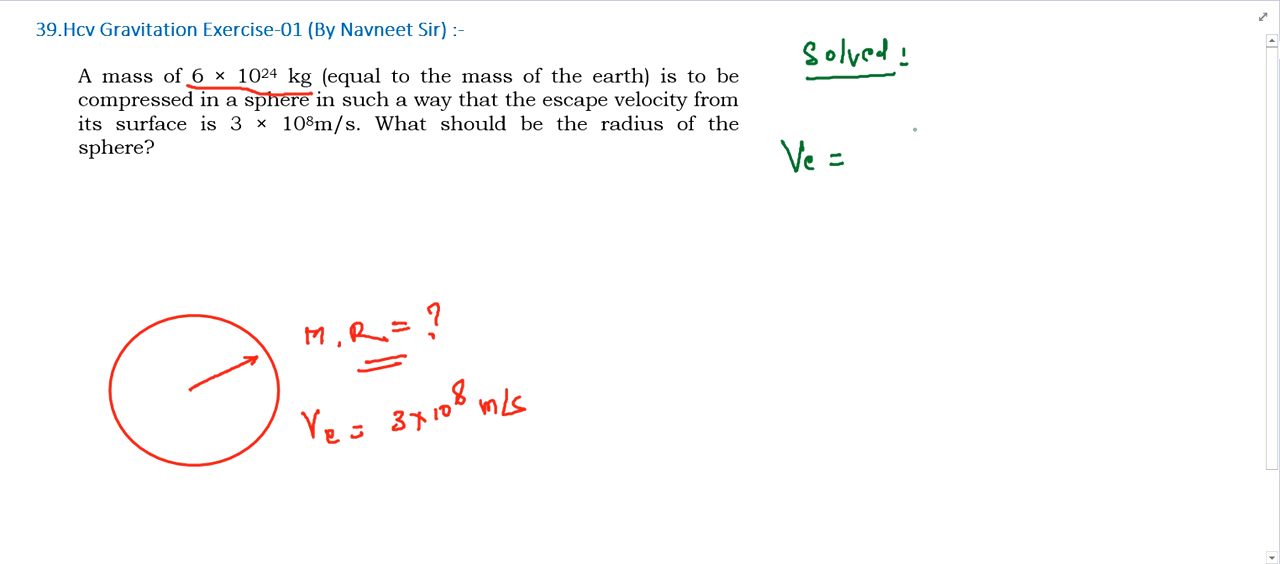 39.Hcv Gravitation Exercise-01 (By Navneet Sir) :-
A mass of 6 × 10²⁴ kg (equal to the mass of the earth) is to be
compressed in a sphere in such a way that the escape velocity from
its surface is 3 × 10⁸m/s. What should be the radius of the
sphere?
Solved :
Ve =
M, R = ?
Ve = 3×10⁸ m/s